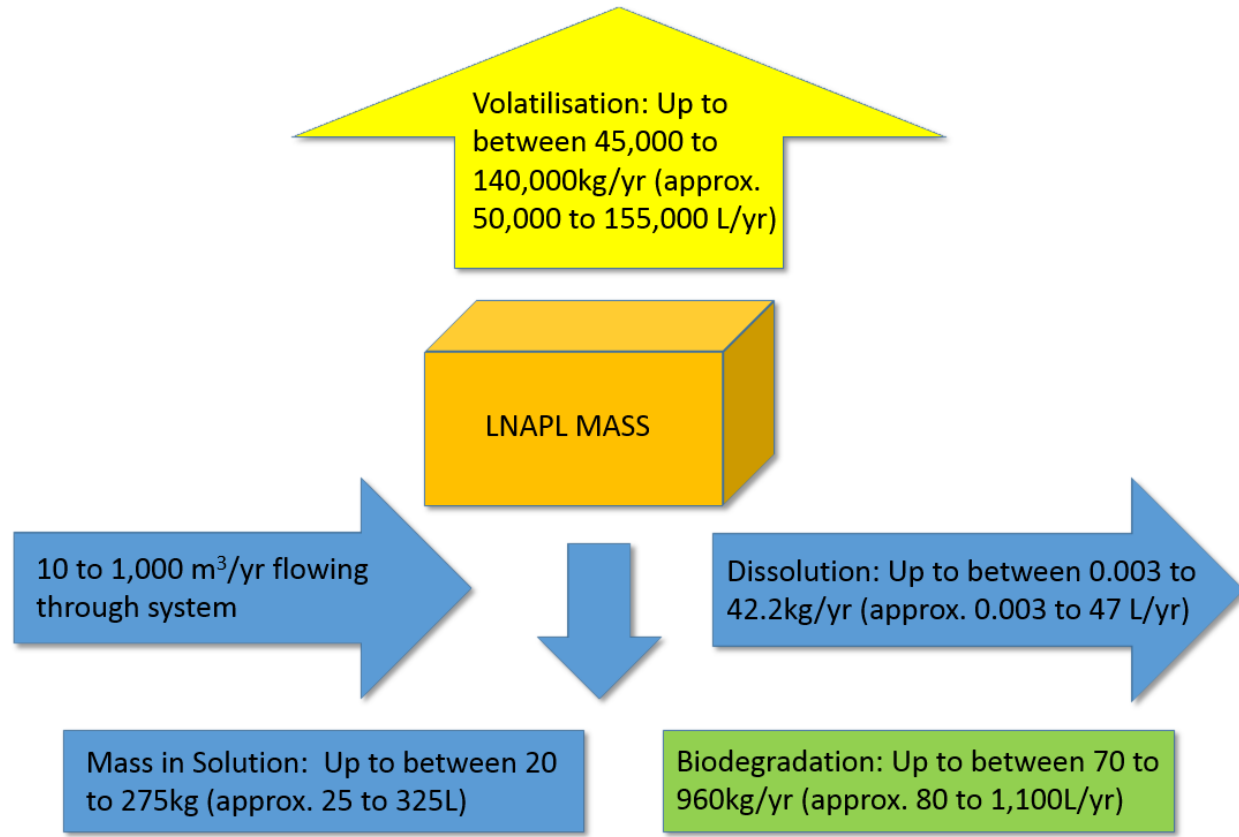 Volatilisation: Up to
between 45,000 to
140,000kg/yr (approx.
50,000 to 155,000 L/yr)
LNAPL MASS
10 to 1,000 m³/yr flowing
through system
Dissolution: Up to between 0.003 to
42.2kg/yr (approx. 0.003 to 47 L/yr)
Mass in Solution:  Up to between 20
to 275kg (approx. 25 to 325L)
Biodegradation: Up to between 70 to
960kg/yr (approx. 80 to 1,100L/yr)